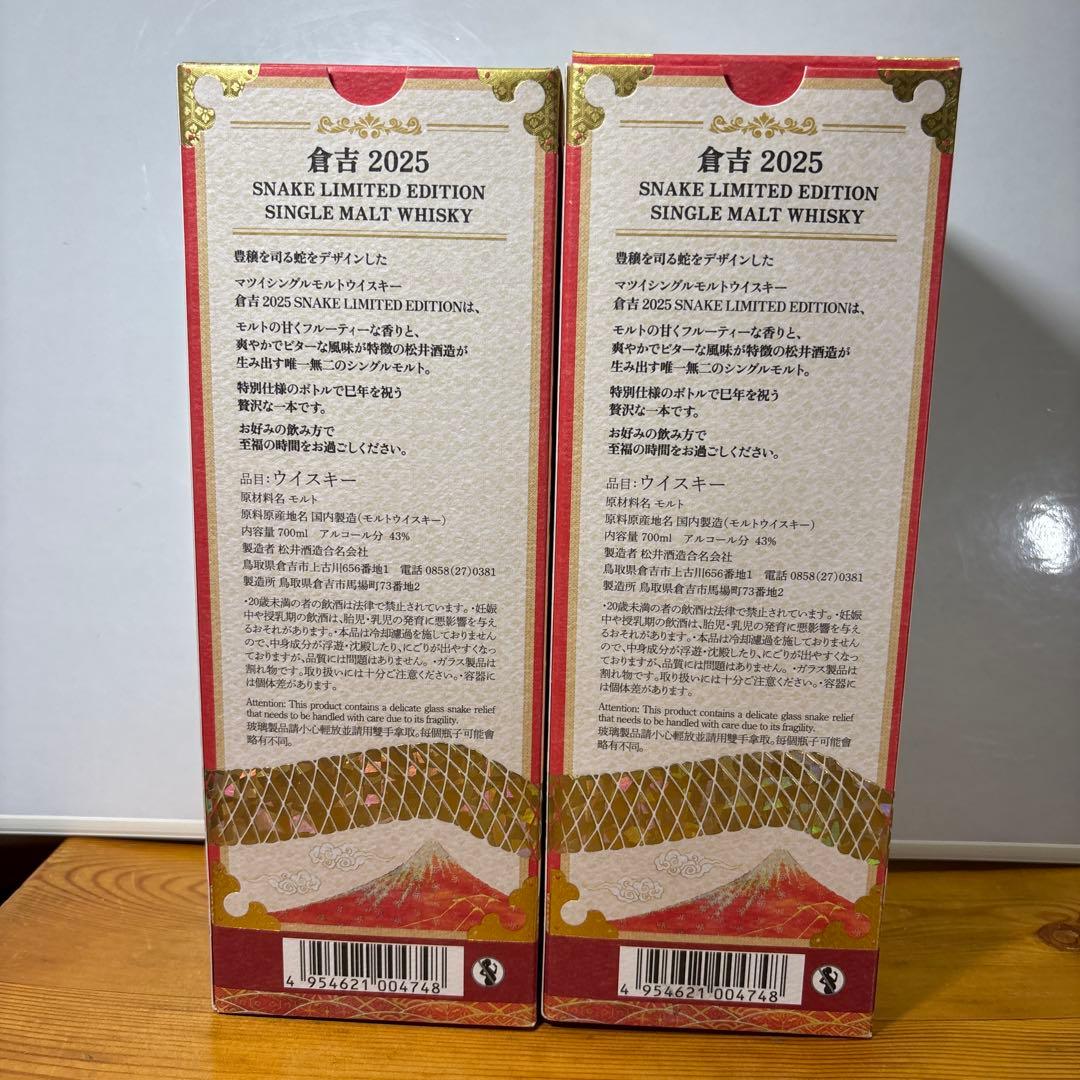 倉吉 2025
SNAKE LIMITED EDITION
SINGLE MALT WHISKY
豊穣を司る蛇をデザインした
マツイシングルモルトウイスキー
倉吉 2025 SNAKE LIMITED EDITIONは、
モルトの甘くフルーティーな香りと、
爽やかでビターな風味が特徴の松井酒造が
生み出す唯一無二のシングルモルト。
特別仕様のボトルで巳年を祝う
贅沢な一本です。
お好みの飲み方で
至福の時間をお過ごしください。
品目:ウイスキー
原材料名 モルト
原料原産地名 国内製造(モルトウイスキー)
内容量 700ml アルコール分 43%
製造者 松井酒造合名会社
鳥取県倉吉市上古川656番地1 電話 0858(27)0381
製造所 鳥取県倉吉市馬場町73番地2
・20歳未満の者の飲酒は法律で禁止されています。・妊娠
中や授乳期の飲酒は、胎児・乳児の発育に悪影響を与え
るおそれがあります。・本品は冷却濾過を施しておりません
ので、中身成分が浮遊・沈殿したり、にごりが出やすくなっ
ておりますが、品質には問題はありません。・ガラス製品は
割れ物です。取り扱いには十分ご注意ください。・容器に
は個体差があります。
Attention: This product contains a delicate glass snake relief
that needs to be handled with care due to its fragility.
玻璃製品請小心輕放並請用雙手拿取。每個瓶子可能會
略有不同。
4 954621 004748
倉吉 2025
SNAKE LIMITED EDITION
SINGLE MALT WHISKY
豊穣を司る蛇をデザインした
マツイシングルモルトウイスキー
倉吉 2025 SNAKE LIMITED EDITIONは、
モルトの甘くフルーティーな香りと、
爽やかでビターな風味が特徴の松井酒造が
生み出す唯一無二のシングルモルト。
特別仕様のボトルで巳年を祝う
贅沢な一本です。
お好みの飲み方で
至福の時間をお過ごしください。
品目:ウイスキー
原材料名 モルト
原料原産地名 国内製造(モルトウイスキー)
内容量 700ml アルコール分 43%
製造者 松井酒造合名会社
鳥取県倉吉市上古川656番地1 電話 0858(27)0381
製造所 鳥取県倉吉市馬場町73番地2
・20歳未満の者の飲酒は法律で禁止されています。・妊娠
中や授乳期の飲酒は、胎児・乳児の発育に悪影響を与え
るおそれがあります。・本品は冷却濾過を施しておりません
ので、中身成分が浮遊・沈殿したり、にごりが出やすくなっ
ておりますが、品質には問題はありません。・ガラス製品は
割れ物です。取り扱いには十分ご注意ください。・容器に
は個体差があります。
Attention: This product contains a delicate glass snake relief
that needs to be handled with care due to its fragility.
玻璃製品請小心輕放並請用雙手拿取。每個瓶子可能會
略有不同。
4 954621 004748